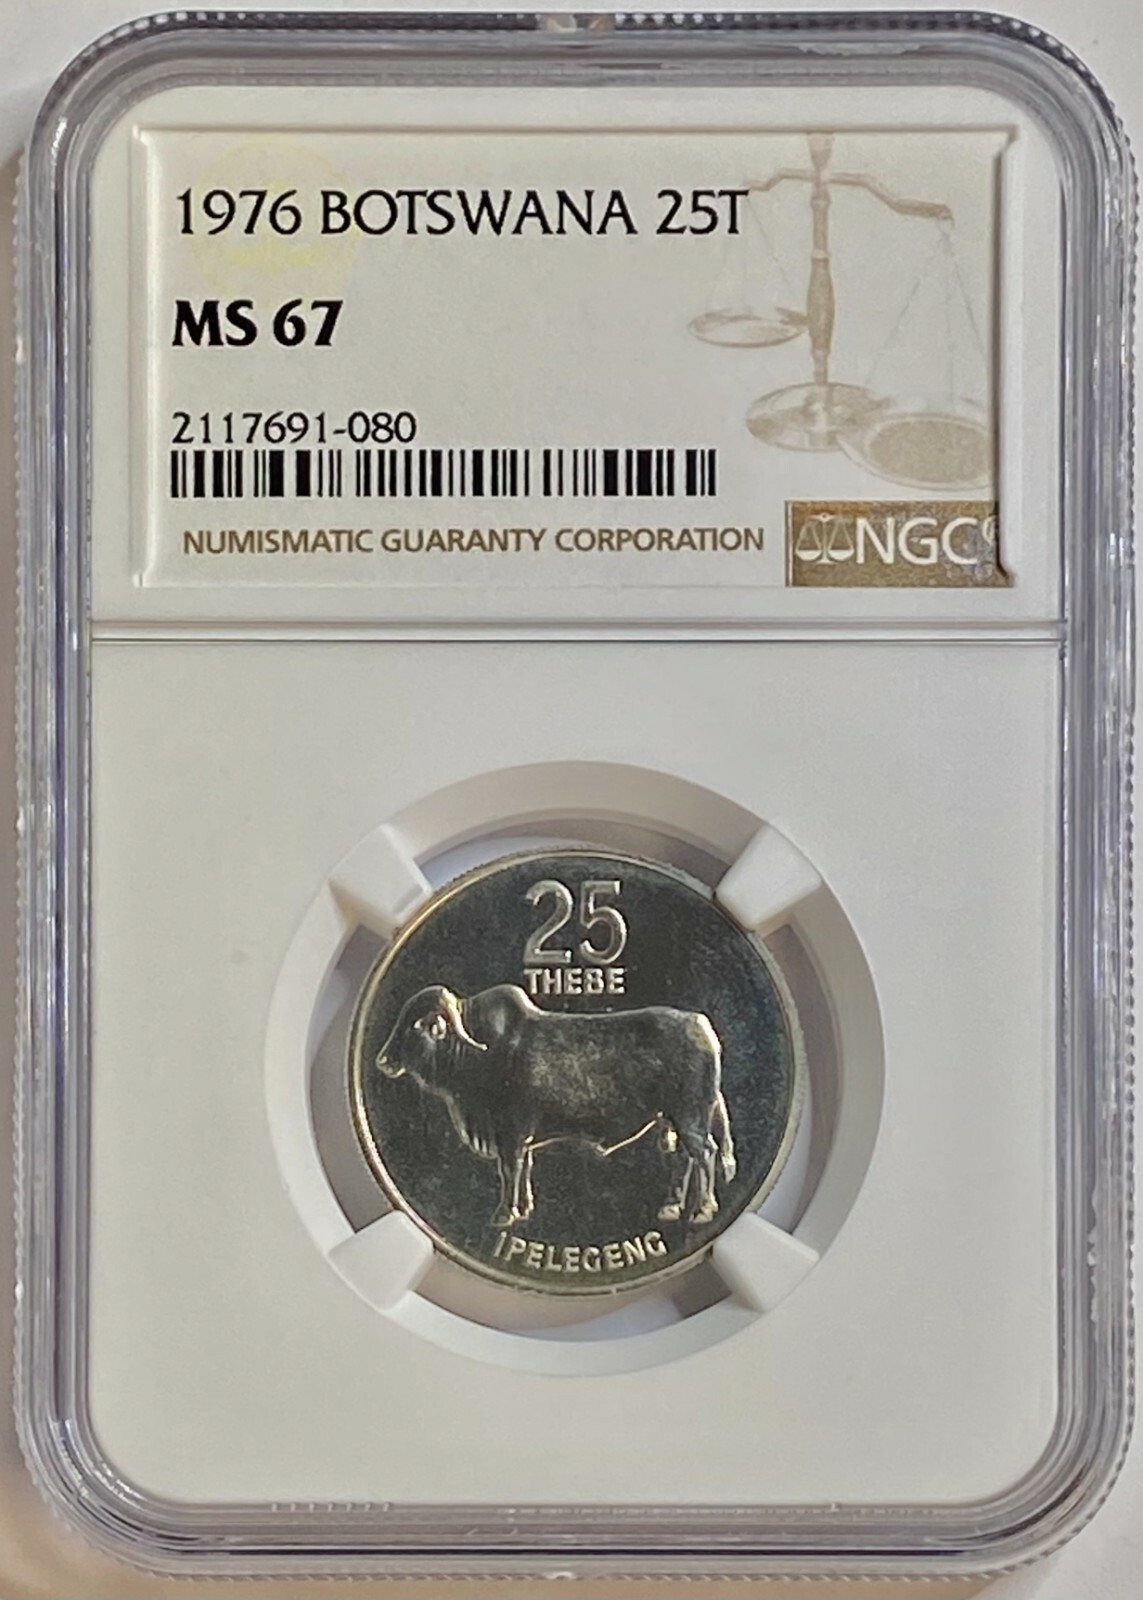 1976 BOTSWANA 25T
MS 67
2117691-080
NUMISMATIC GUARANTY CORPORATION
NGC
25
THEBE
IPELEGENG